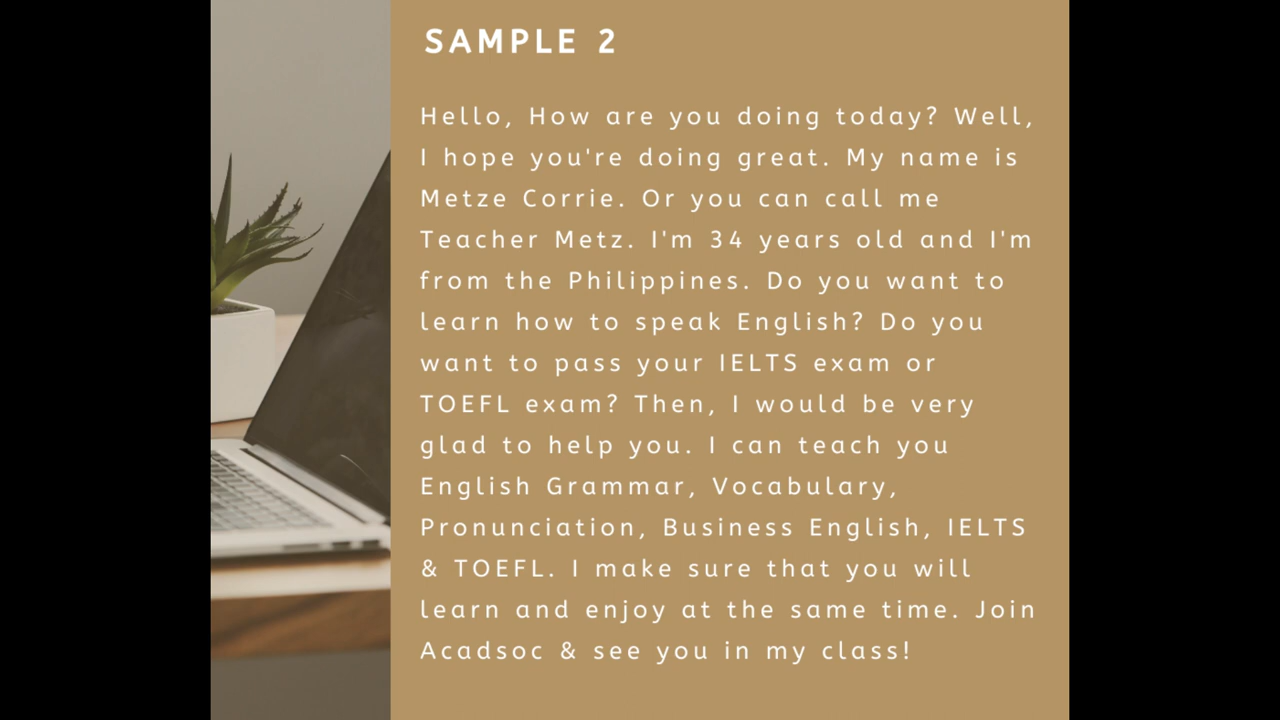 SAMPLE 2
Hello, How are you doing today? Well,
I hope you're doing great. My name is
Metze Corrie. Or you can call me
Teacher Metz. I'm 34 years old and I'm
from the Philippines. Do you want to
learn how to speak English? Do you
want to pass your IELTS exam or
TOEFL exam? Then, I would be very
glad to help you. I can teach you
English Grammar, Vocabulary,
Pronunciation, Business English, IELTS
& TOEFL. I make sure that you will
learn and enjoy at the same time. Join
Acadsoc & see you in my class!